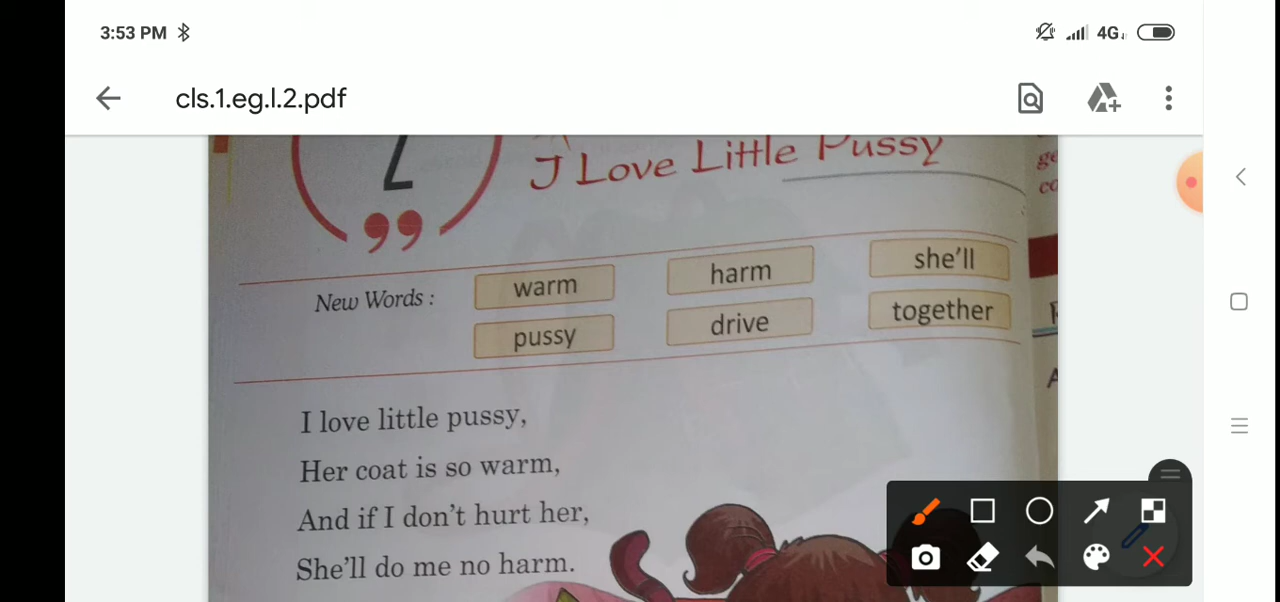 3:53 PM
4G
cls.1.eg.l.2.pdf
2
I Love Little Pussy
ge
co
New Words :
warm
harm
she'll
pussy
drive
together
A
I love little pussy,
Her coat is so warm,
And if I don't hurt her,
She'll do me no harm.